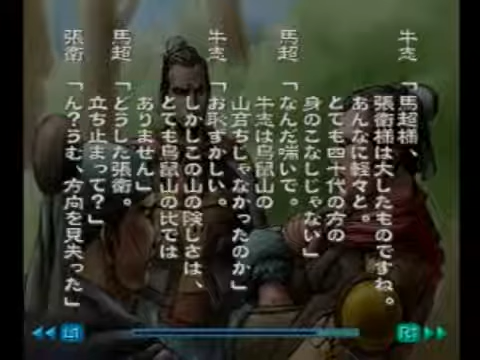 牛志「馬超様、
張衛様は大したものですね。
あんなに軽々と。
とても四十代の方の
身のこなしじゃない」
馬超「なんだ喘いで。
牛志は烏鼠山の
山育ちじゃなかったのか」
牛志「お恥ずかしい。
しかしこの山の険しさは、
とても烏鼠山の比では
ありません」
馬超「どうした張衛。
立ち止まって？」
張衛「ん？うむ、方向を見失った」
L1
R1